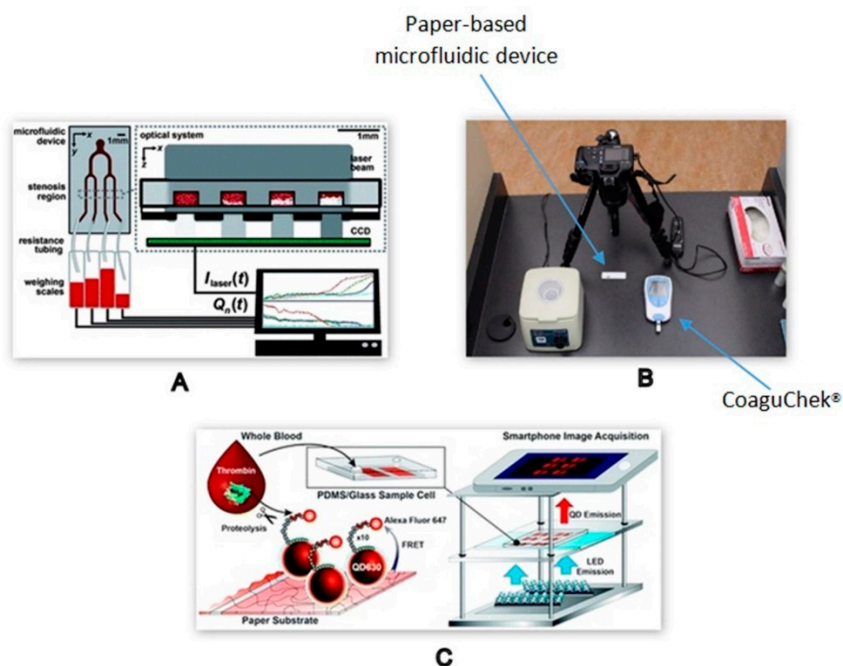 Paper-based
microfluidic device
microfluidic
device
x
y
1mm
stenosis
region
resistance
tubing
weighing
scales
optical system
x
z
1mm
laser
beam
CCD
I laser(t)
Qn(t)
A
B
CoaguChek®
Whole Blood
Thrombin
Proteolysis
PDMS/Glass Sample Cell
Alexa Fluor 647
x10
FRET
QD630
Paper Substrate
Smartphone Image Acquisition
QD Emission
LED
Emission
C